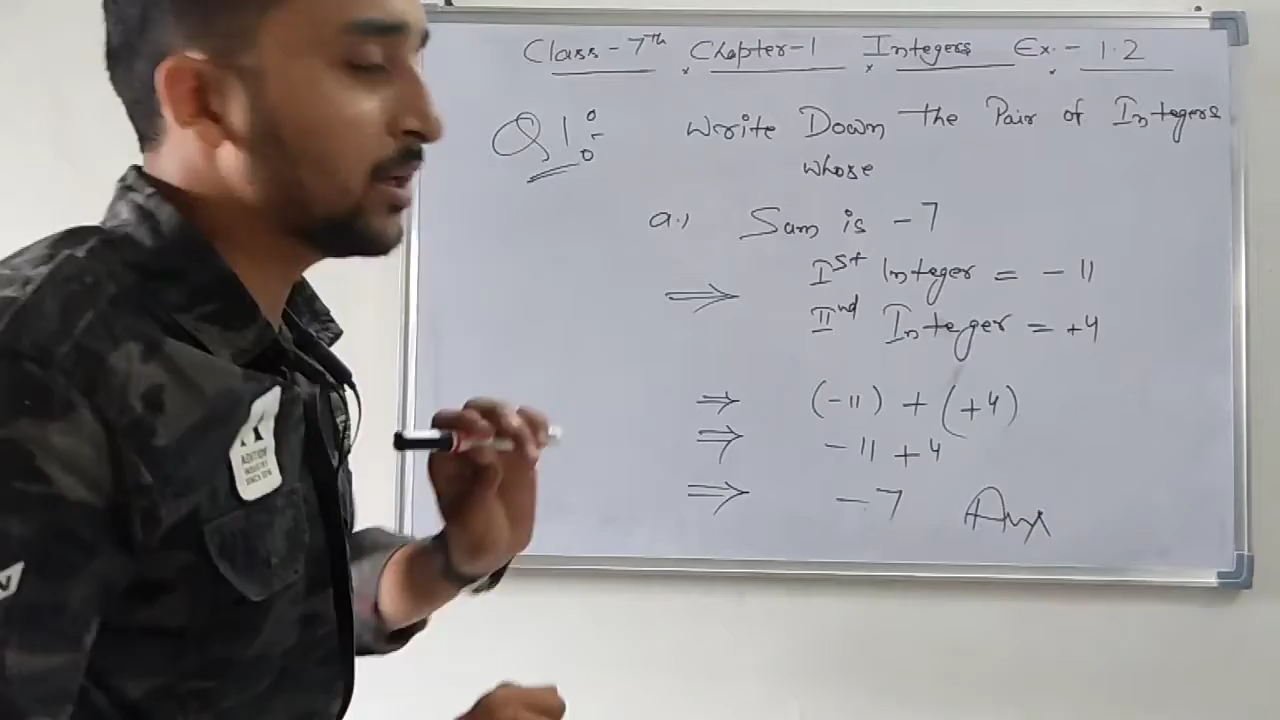 Class-7th Chapter-1 Integers Ex.- 1.2
Q1:- Write Down the Pair of Integers
whose
a.) Sum is -7
Ist Integer = -11
⇒
IInd Integer = +4
⇒ (-11) + (+4)
⇒ -11 + 4
⇒ -7 Ans